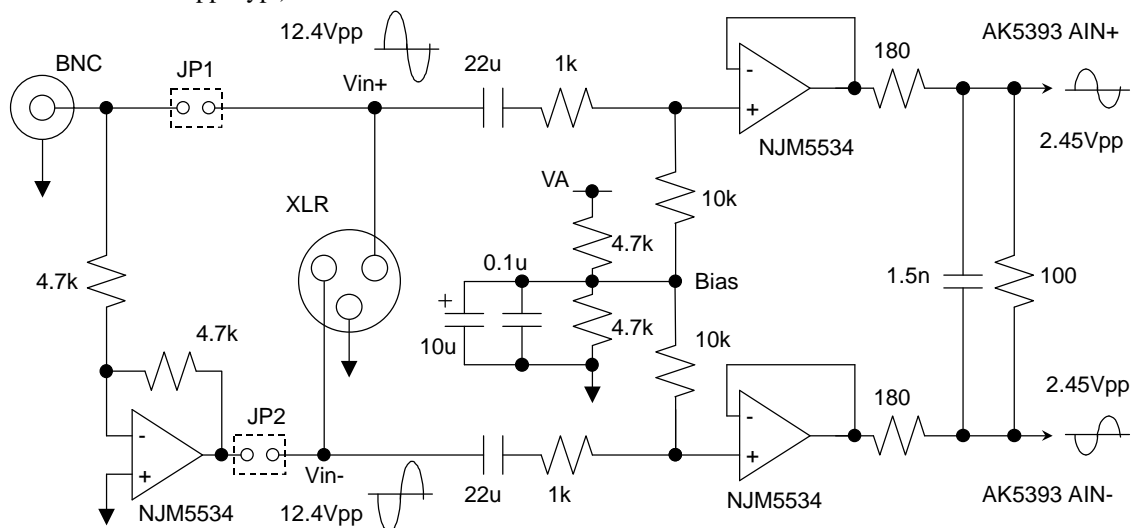 12.4Vpp
BNC
JP1
Vin+
22u
1k
180
AK5393 AIN+
-
+
NJM5534
2.45Vpp
VA
10k
XLR
4.7k
0.1u
Bias
4.7k
1.5n
100
+
10u
4.7k
10k
4.7k
2.45Vpp
180
JP2
-
+
Vin-
22u
1k
-
+
NJM5534
12.4Vpp
NJM5534
AK5393 AIN-